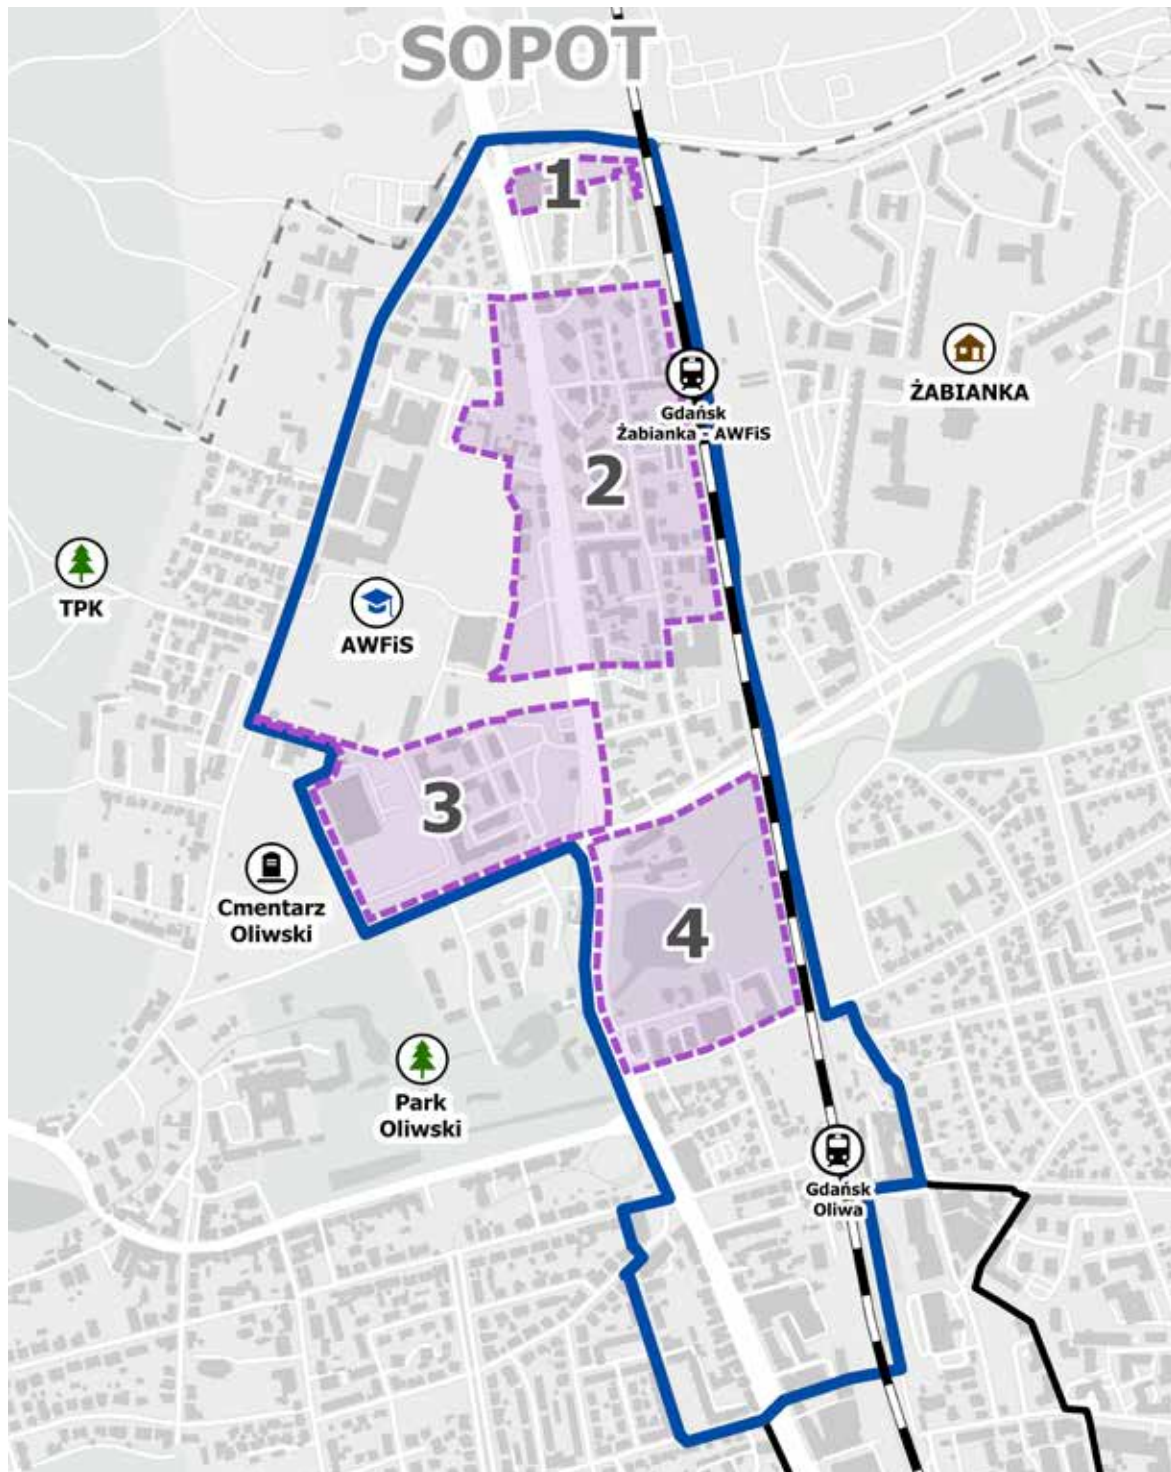 SOPOT
1
ŻABIANKA
Gdańsk
Żabianka - AWFiS
2
TPK
AWFiS
3
Cmentarz
Oliwski
4
Park
Oliwski
Gdańsk
Oliwa